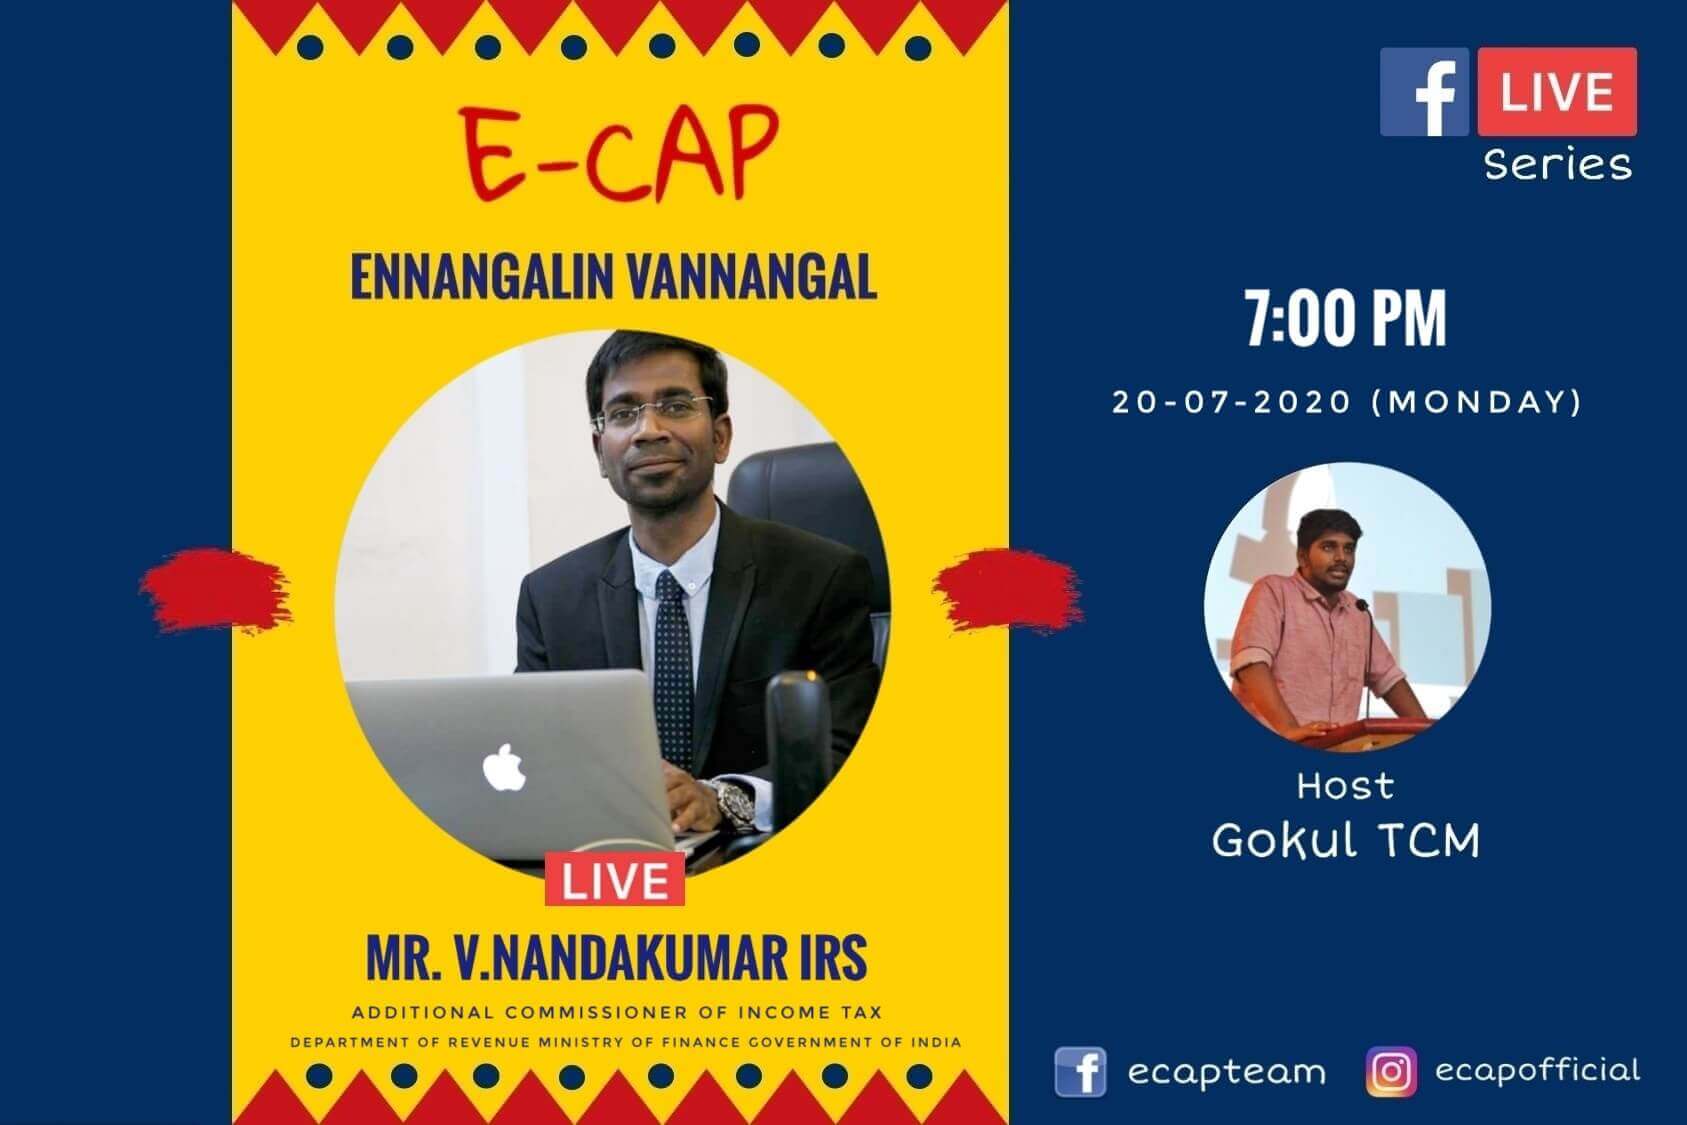 E-CAP
ENNANGALIN VANNANGAL
LIVE
MR. V.NANDAKUMAR IRS
ADDITIONAL COMMISSIONER OF INCOME TAX
DEPARTMENT OF REVENUE MINISTRY OF FINANCE GOVERNMENT OF INDIA
f LIVE
Series
7:00 PM
20-07-2020 (MONDAY)
Host
Gokul TCM
f ecapteam
ecapofficial